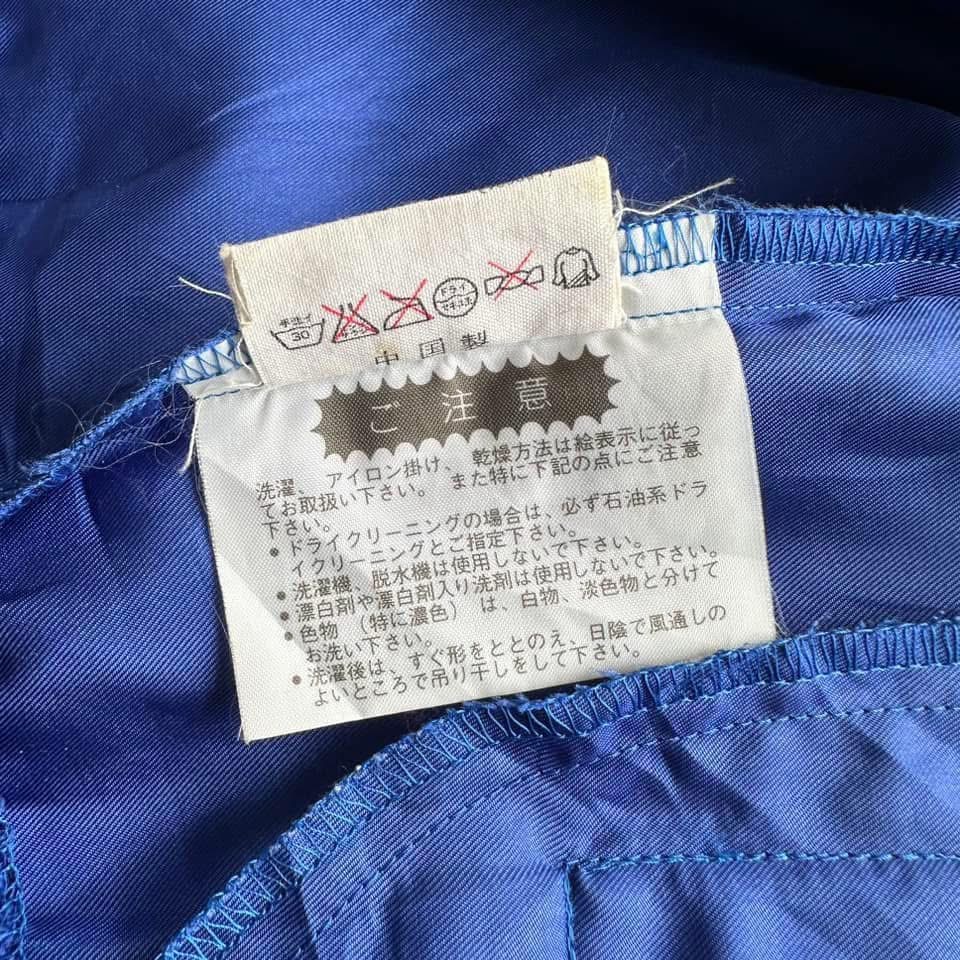 手洗イ 30 エンソ ドライ セキユ系
中国製
ご注意
洗濯、アイロン掛け、乾燥方法は絵表示に従っ
てお取扱い下さい。また特に下記の点にご注意
下さい。
●ドライクリーニングの場合は、必ず石油系ドラ
イクリーニングとご指定下さい。
●洗濯機、脱水機は使用しないで下さい。
●漂白剤や漂白剤入り洗剤は使用しないで下さい。
●色物（特に濃色）は、白物、淡色物と分けて
お洗い下さい。
●洗濯後は、すぐ形をととのえ、日陰で風通しの
よいところで吊り干しをして下さい。